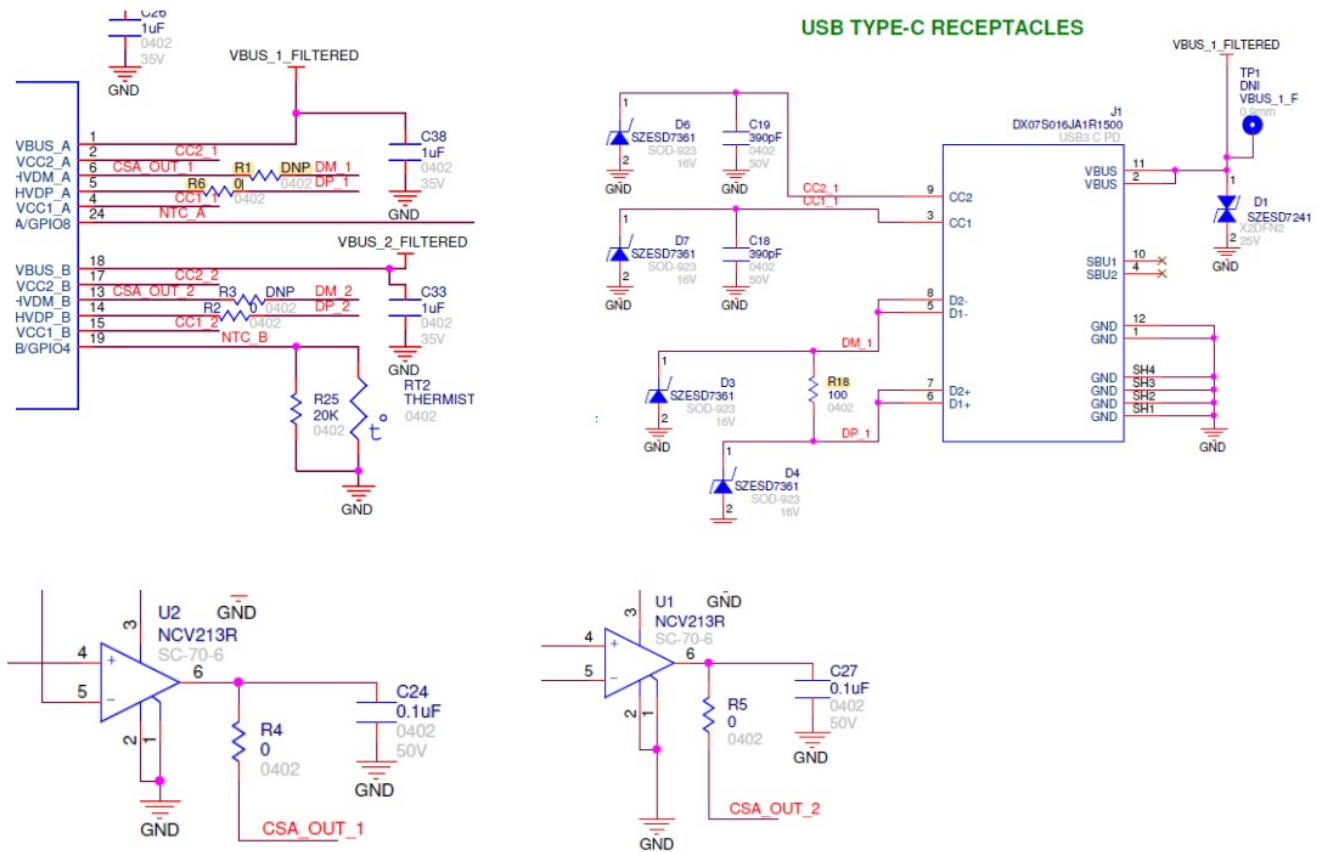 C26
1uF
0402
35V
GND
VBUS_1_FILTERED
VBUS_A 1
VCC2_A 2 CC2_1
HVDM_A 6 CSA_OUT_1 R1 DNP DM_1
0402
HVDP_A 5 R6 0 DP_1
0402
VCC1_A 4 CC1_1
A/GPIO8 24 NTC_A
C38
1uF
0402
35V
GND
VBUS_2_FILTERED
VBUS_B 18
VCC2_B 17 CC2_2
HVDM_B 13 CSA_OUT_2 R3 DNP DM_2
0402
HVDP_B 14 R2 0 DP_2
0402
VCC1_B 15 CC1_2
B/GPIO4 19 NTC_B
C33
1uF
0402
35V
GND
R25
20K
0402
t°
RT2
THERMIST
0402
GND
USB TYPE-C RECEPTACLES
VBUS_1_FILTERED
TP1
DNI
VBUS_1_F
0.9mm
J1
DX07S016JA1R1500
USB3 C PD
1
D6
SZESD7361
SOD-923
16V
2
GND
C19
390pF
0402
50V
GND
CC2_1
CC1_1
9 CC2
3 CC1
1
D7
SZESD7361
SOD-923
16V
2
GND
C18
390pF
0402
50V
GND
VBUS 11
VBUS 2
1
D1
SZESD7241
X2DFN2
25V
2
GND
SBU1 10
SBU2 4
8 D2-
5 D1-
DM_1
7 D2+
6 D1+
DP_1
GND 12
GND 1
GND SH4
GND SH3
GND SH2
GND SH1
GND
1
D3
SZESD7361
SOD-923
16V
2
GND
R18
100
0402
:
1
D4
SZESD7361
SOD-923
16V
2
GND
GND
U2
NCV213R
SC-70-6
3
4 +
5 -
6
2
1
GND
R4
0
0402
C24
0.1uF
0402
50V
GND
CSA_OUT_1
GND
U1
NCV213R
SC-70-6
3
4 +
5 -
6
2
1
GND
R5
0
0402
C27
0.1uF
0402
50V
GND
CSA_OUT_2